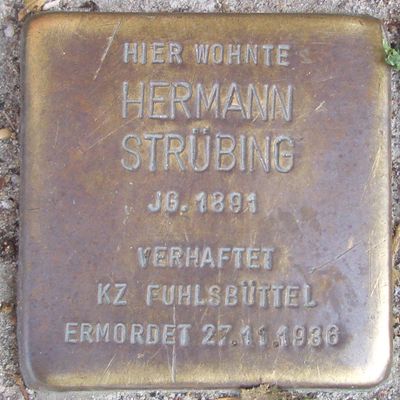 HIER WOHNTE
HERMANN
STRÜBING
JG. 1891
VERHAFTET
KZ FUHLSBÜTTEL
ERMORDET 27.11.1936